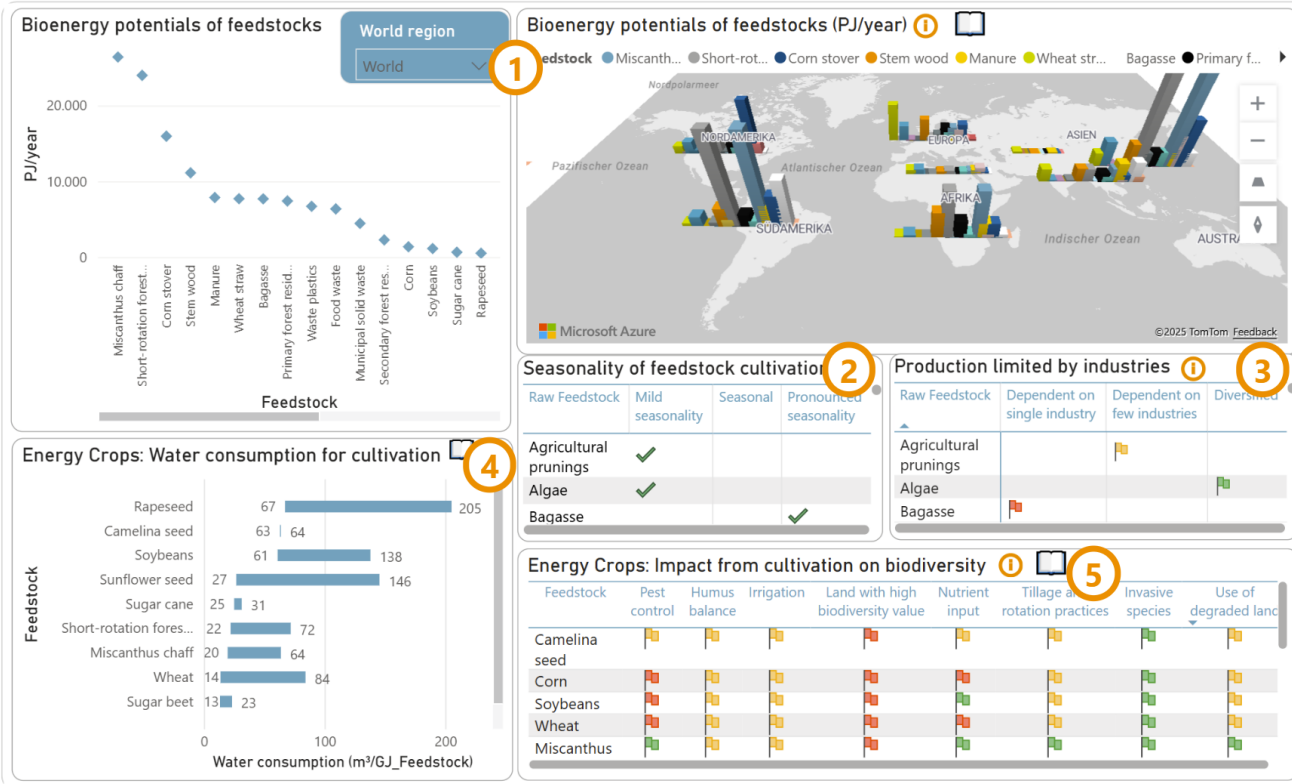 Bioenergy potentials of feedstocks
World region
World
1
PJ/year
20.000
10.000
0
Miscanthus chaff
Short-rotation forest...
Corn stover
Stem wood
Manure
Wheat straw
Bagasse
Primary forest resid...
Waste plastics
Food waste
Municipal solid waste
Secondary forest res...
Corn
Soybeans
Sugar cane
Rapeseed
Feedstock
Bioenergy potentials of feedstocks (PJ/year)
edstock Miscanth... Short-rot... Corn stover Stem wood Manure Wheat str... Bagasse Primary f...
Nordpolarmeer
NORDAMERIKA
EUROPA
ASIEN
Pazifischer Ozean
Atlantischer Ozean
AFRIKA
SÜDAMERIKA
Indischer Ozean
AUSTRA
Microsoft Azure
©2025 TomTom Feedback
Seasonality of feedstock cultivation
2
Raw Feedstock Mild seasonality Seasonal Pronounced seasonality
Agricultural prunings
Algae
Bagasse
Production limited by industries
3
Raw Feedstock Dependent on single industry Dependent on few industries Diversified
Agricultural prunings
Algae
Bagasse
Energy Crops: Water consumption for cultivation
4
Feedstock
Rapeseed 67 205
Camelina seed 63 64
Soybeans 61 138
Sunflower seed 27 146
Sugar cane 25 31
Short-rotation fores... 22 72
Miscanthus chaff 20 64
Wheat 14 84
Sugar beet 13 23
0 100 200
Water consumption (m³/GJ_Feedstock)
Energy Crops: Impact from cultivation on biodiversity
5
Feedstock Pest control Humus balance Irrigation Land with high biodiversity value Nutrient input Tillage a rotation practices Invasive species Use of degraded land
Camelina seed
Corn
Soybeans
Wheat
Miscanthus